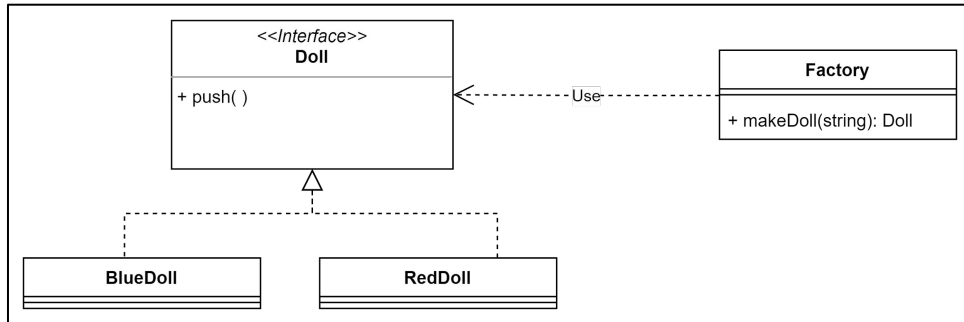 <<Interface>>
Doll
+ push( )
Use
Factory
+ makeDoll(string): Doll
BlueDoll
RedDoll